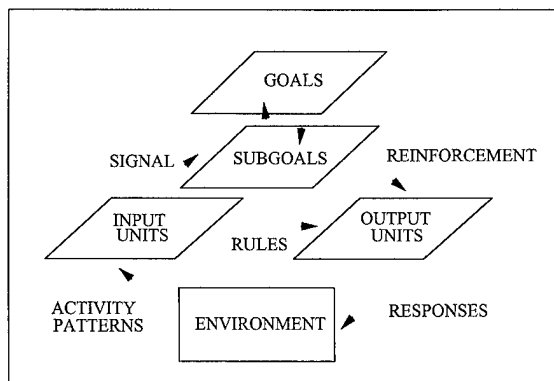 GOALS
SIGNAL
SUBGOALS
REINFORCEMENT
INPUT
UNITS
RULES
OUTPUT
UNITS
ACTIVITY
PATTERNS
ENVIRONMENT
RESPONSES